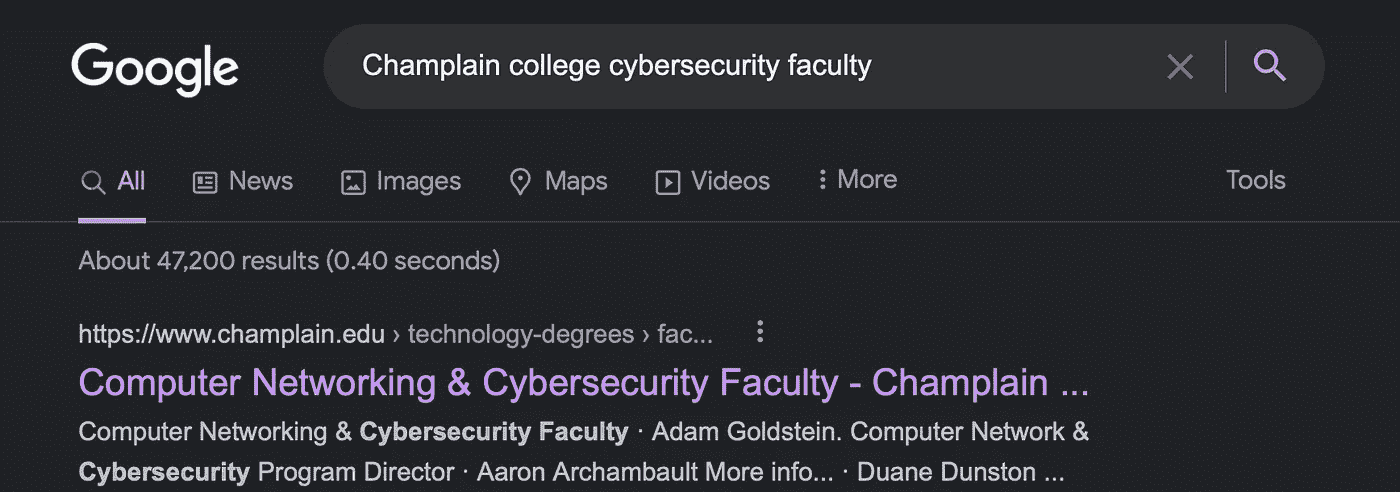 Google Champlain college cybersecurity faculty
All News Images Maps Videos More Tools
About 47,200 results (0.40 seconds)
https://www.champlain.edu › technology-degrees › fac...
Computer Networking & Cybersecurity Faculty - Champlain ...
Computer Networking & Cybersecurity Faculty · Adam Goldstein. Computer Network &
Cybersecurity Program Director · Aaron Archambault More info... · Duane Dunston ...